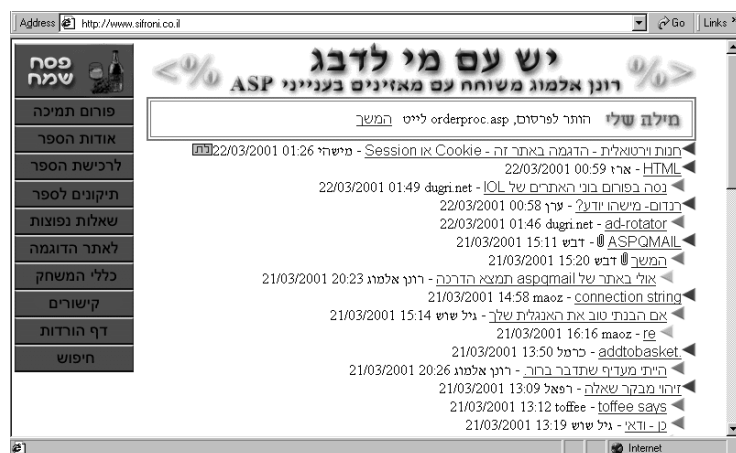 Address http://www.sifroni.co.il Go Links
פסח
שמח
יש עם מי לדבג
רונן אלמוג משוחח עם מאזינים בענייני ASP
פורום תמיכה
אודות הספר
לרכישת הספר
תיקונים לספר
שאלות נפוצות
לאתר הדוגמה
כללי המשחק
קישורים
דף הורדות
חיפוש
מילה שלי הותר לפרסום, orderproc.asp לייט המשך
חנות וירטואלית - הדגמה באתר זה - Cookie או Session - מישהי 01:26 22/03/2001 לת
HTML - ארז 00:59 22/03/2001
נסה בפורום בוני האתרים של IOL - dugri.net 01:49 22/03/2001
רנדום- מישהו יודע? - ערן 00:58 22/03/2001
ad-rotator - dugri.net 01:46 22/03/2001
ASPQMAIL - דבש 15:11 21/03/2001
המשך דבש 15:20 21/03/2001
אולי באתר של aspqmail תמצא הדרכה - רונן אלמוג 20:23 21/03/2001
connection string - maoz 14:58 21/03/2001
אם הבנתי טוב את האנגלית שלך - גיל שוש 15:14 21/03/2001
re - maoz 16:16 21/03/2001
addtobasket. - כרמל 13:50 21/03/2001
הייתי מעדיף שתדבר ברור. - רונן אלמוג 20:26 21/03/2001
זיהוי מבקר שאלה - רפאל 13:09 21/03/2001
toffee says - toffee 13:12 21/03/2001
כן - ודאי - גיל שוש 13:19 21/03/2001
Internet